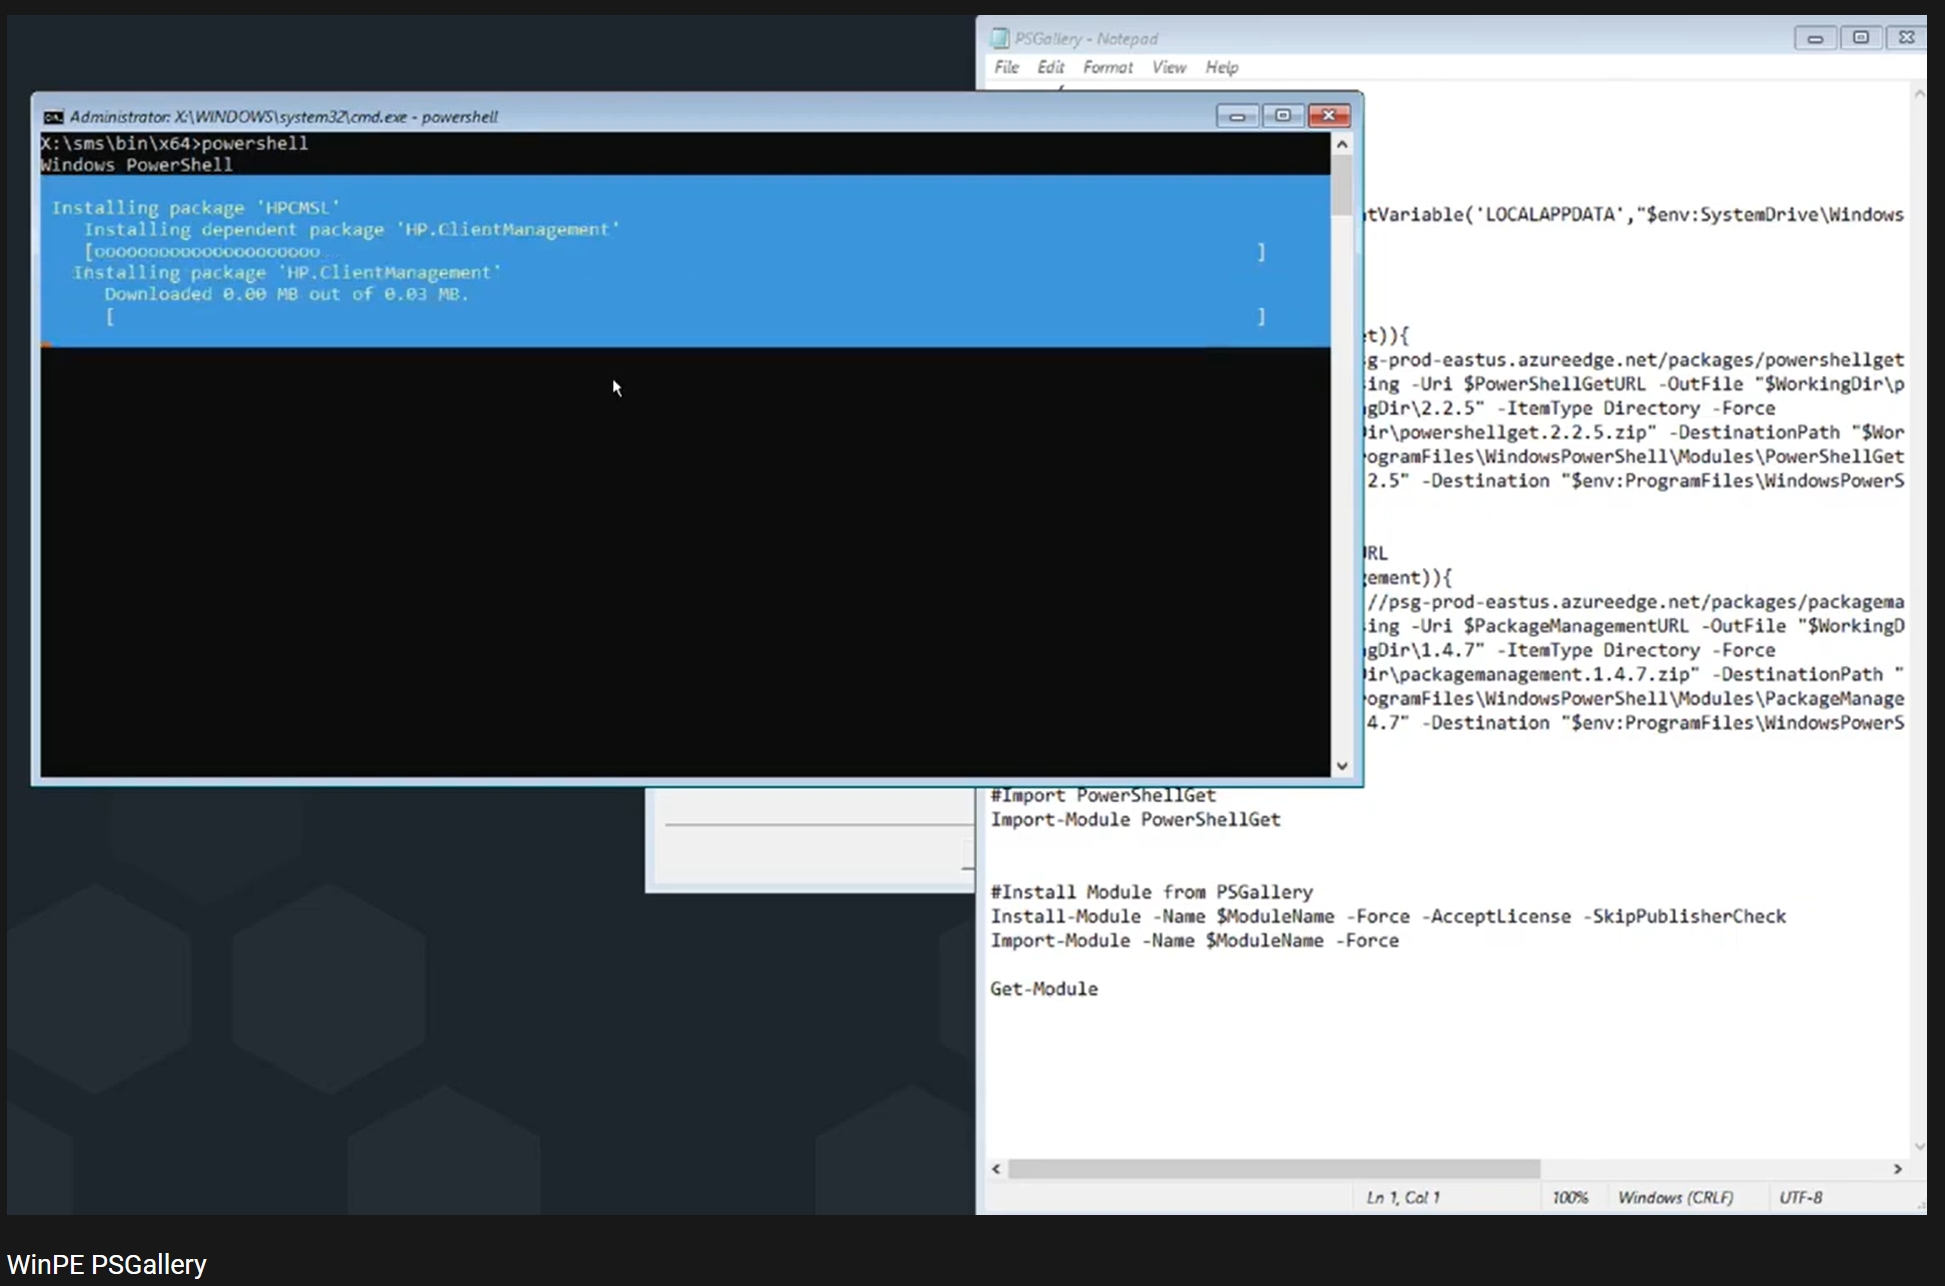 PSGallery - Notepad
File Edit Format View Help
Administrator: X:\WINDOWS\system32\cmd.exe - powershell
X:\sms\bin\x64>powershell
Windows PowerShell
Installing package 'HPCMSL'
Installing dependent package 'HP.ClientManagement'
[ooooooooooooooooooooo ]
Installing package 'HP.ClientManagement'
Downloaded 0.00 MB out of 0.03 MB.
[ ]
tVariable('LOCALAPPDATA',"$env:SystemDrive\Windows
et)){
g-prod-eastus.azureedge.net/packages/powershellget
ing -Uri $PowerShellGetURL -OutFile "$WorkingDir\p
gDir\2.2.5" -ItemType Directory -Force
ir\powershellget.2.2.5.zip" -DestinationPath "$Wor
ogramFiles\WindowsPowerShell\Modules\PowerShellGet
2.5" -Destination "$env:ProgramFiles\WindowsPowerS
RL
ement)){
//psg-prod-eastus.azureedge.net/packages/packagema
ing -Uri $PackageManagementURL -OutFile "$WorkingD
gDir\1.4.7" -ItemType Directory -Force
ir\packagemanagement.1.4.7.zip" -DestinationPath "
ogramFiles\WindowsPowerShell\Modules\PackageManage
4.7" -Destination "$env:ProgramFiles\WindowsPowerS
#Import PowerShellGet
Import-Module PowerShellGet
#Install Module from PSGallery
Install-Module -Name $ModuleName -Force -AcceptLicense -SkipPublisherCheck
Import-Module -Name $ModuleName -Force
Get-Module
Ln 1, Col 1 100% Windows (CRLF) UTF-8
WinPE PSGallery